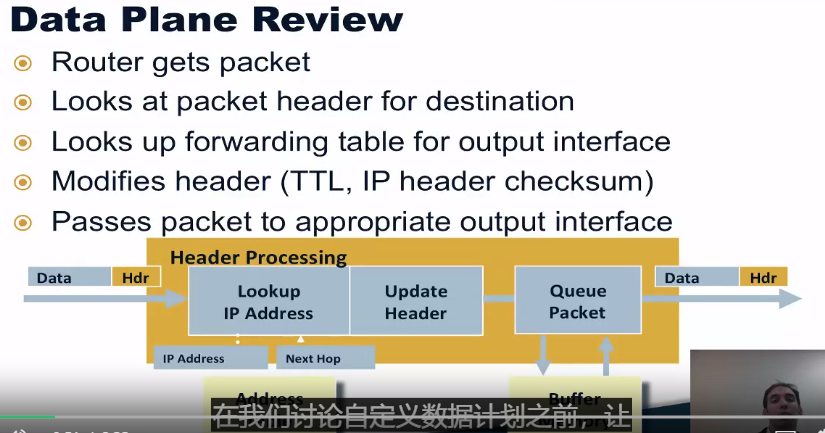 Data Plane Review
Router gets packet
Looks at packet header for destination
Looks up forwarding table for output interface
Modifies header (TTL, IP header checksum)
Passes packet to appropriate output interface
Header Processing
Data Hdr
Lookup
IP Address
Update
Header
Queue
Packet
Data Hdr
IP Address
Next Hop
Address
Buffer
在我们讨论自定义数据计划之前，让